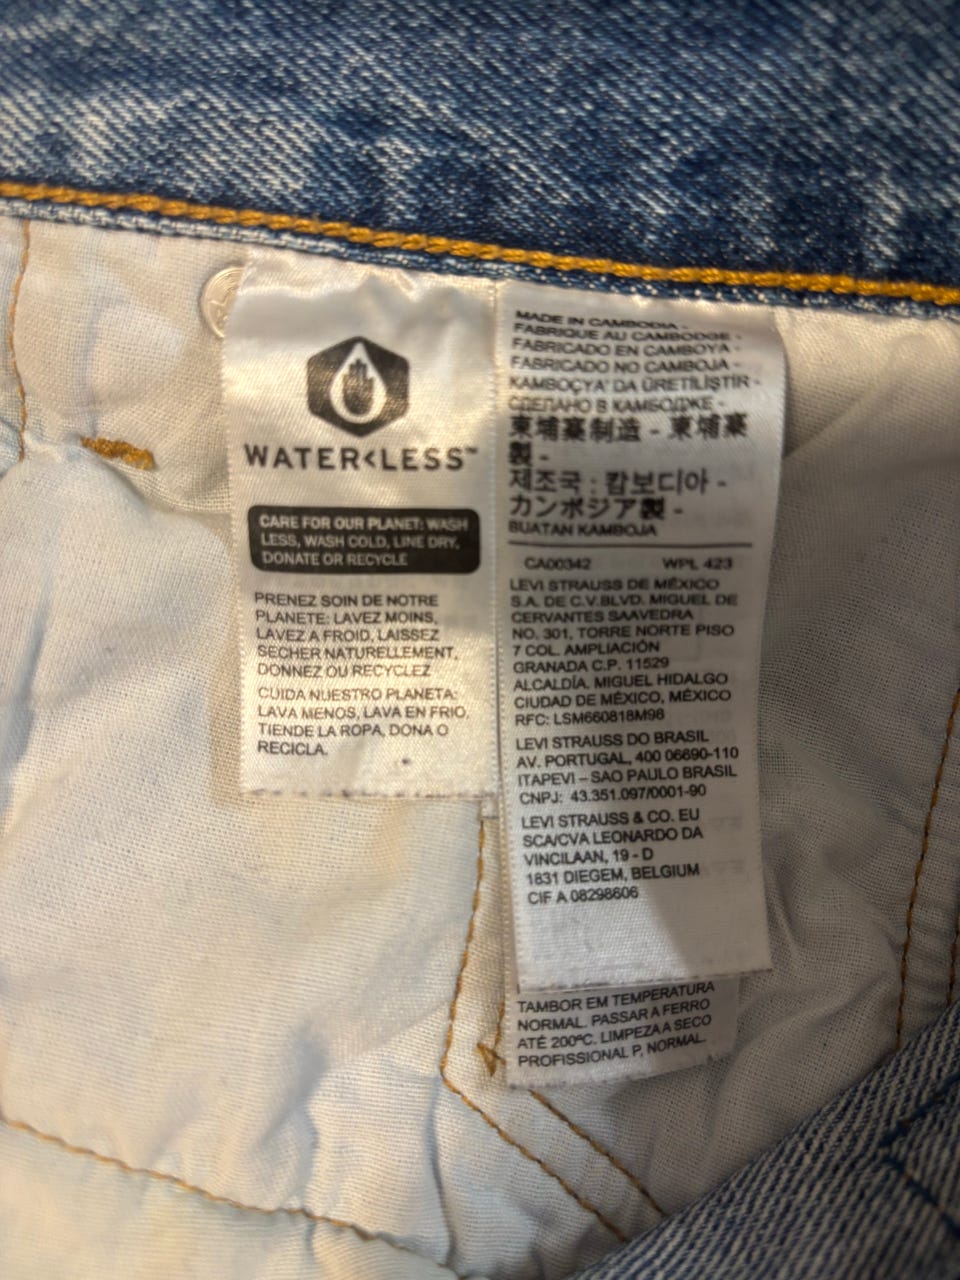 WATER<LESS™
CARE FOR OUR PLANET: WASH
LESS, WASH COLD, LINE DRY,
DONATE OR RECYCLE
PRENEZ SOIN DE NOTRE
PLANETE: LAVEZ MOINS,
LAVEZ A FROID, LAISSEZ
SECHER NATURELLEMENT,
DONNEZ OU RECYCLEZ
CUIDA NUESTRO PLANETA:
LAVA MENOS, LAVA EN FRIO,
TIENDE LA ROPA, DONA O
RECICLA.
MADE IN CAMBODIA -
FABRIQUE AU CAMBODGE -
FABRICADO EN CAMBOYA -
FABRICADO NO CAMBOJA -
KAMBOÇYA' DA ÜRETILIŞTIR -
СДЕЛАНО В КАМБОДЖЕ -
柬埔寨制造 - 柬埔寨
製 -
제조국 : 캄보디아 -
カンボジア製 -
BUATAN KAMBOJA
CA00342 WPL 423
LEVI STRAUSS DE MÉXICO
S.A. DE C.V.BLVD. MIGUEL DE
CERVANTES SAAVEDRA
NO. 301, TORRE NORTE PISO
7 COL. AMPLIACIÓN
GRANADA C.P. 11529
ALCALDÍA. MIGUEL HIDALGO
CIUDAD DE MÉXICO, MÉXICO
RFC: LSM660818M98
LEVI STRAUSS DO BRASIL
AV. PORTUGAL, 400 06690-110
ITAPEVI – SAO PAULO BRASIL
CNPJ: 43.351.097/0001-90
LEVI STRAUSS & CO. EU
SCA/CVA LEONARDO DA
VINCILAAN, 19 - D
1831 DIEGEM, BELGIUM
CIF A 08298606
TAMBOR EM TEMPERATURA
NORMAL. PASSAR A FERRO
ATÉ 200ºC. LIMPEZA A SECO
PROFISSIONAL P, NORMAL.